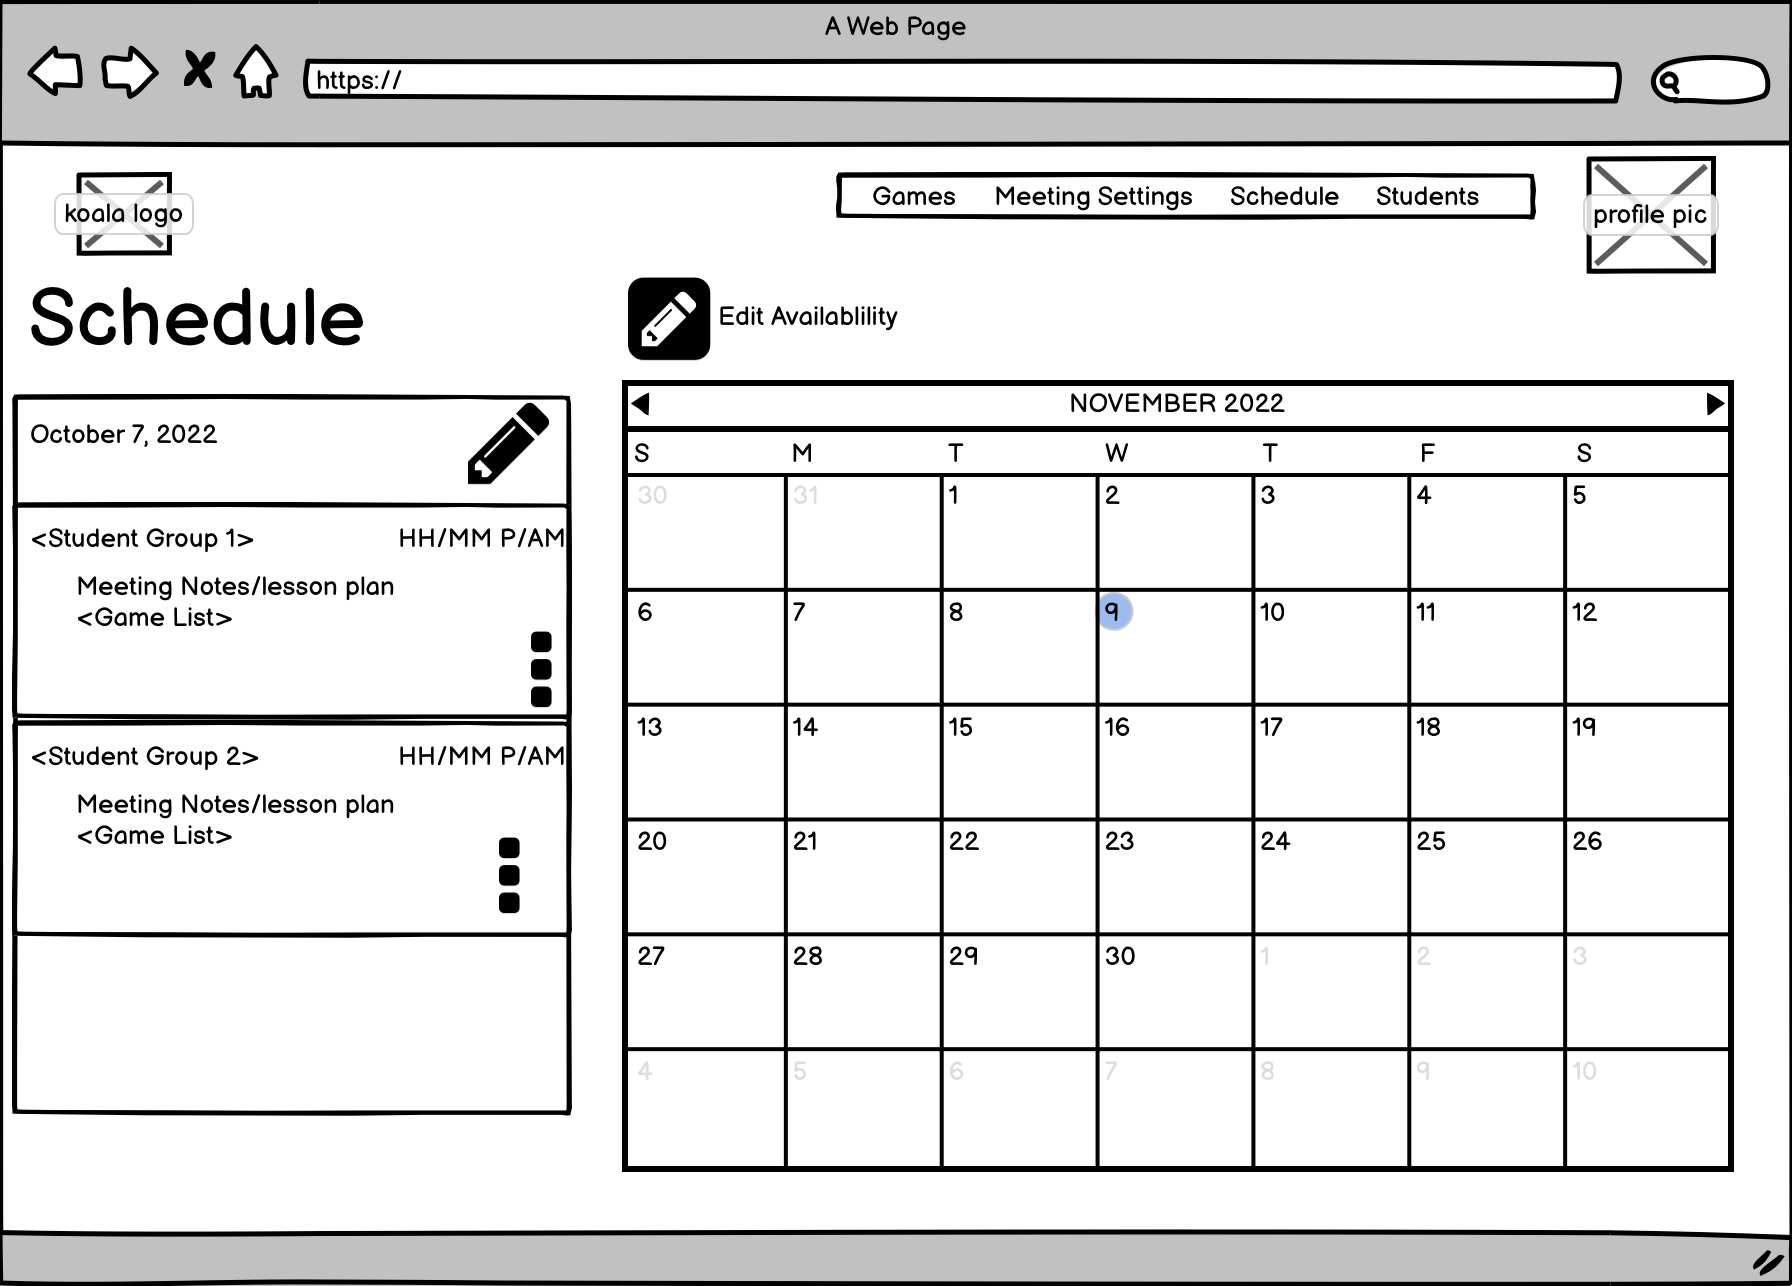 A Web Page
https://
koala logo
Games Meeting Settings Schedule Students
profile pic
Schedule
Edit Availablility
October 7, 2022
<Student Group 1> HH/MM P/AM
Meeting Notes/lesson plan
<Game List>
<Student Group 2> HH/MM P/AM
Meeting Notes/lesson plan
<Game List>
NOVEMBER 2022
S M T W T F S
30 31 1 2 3 4 5
6 7 8 9 10 11 12
13 14 15 16 17 18 19
20 21 22 23 24 25 26
27 28 29 30 1 2 3
4 5 6 7 8 9 10